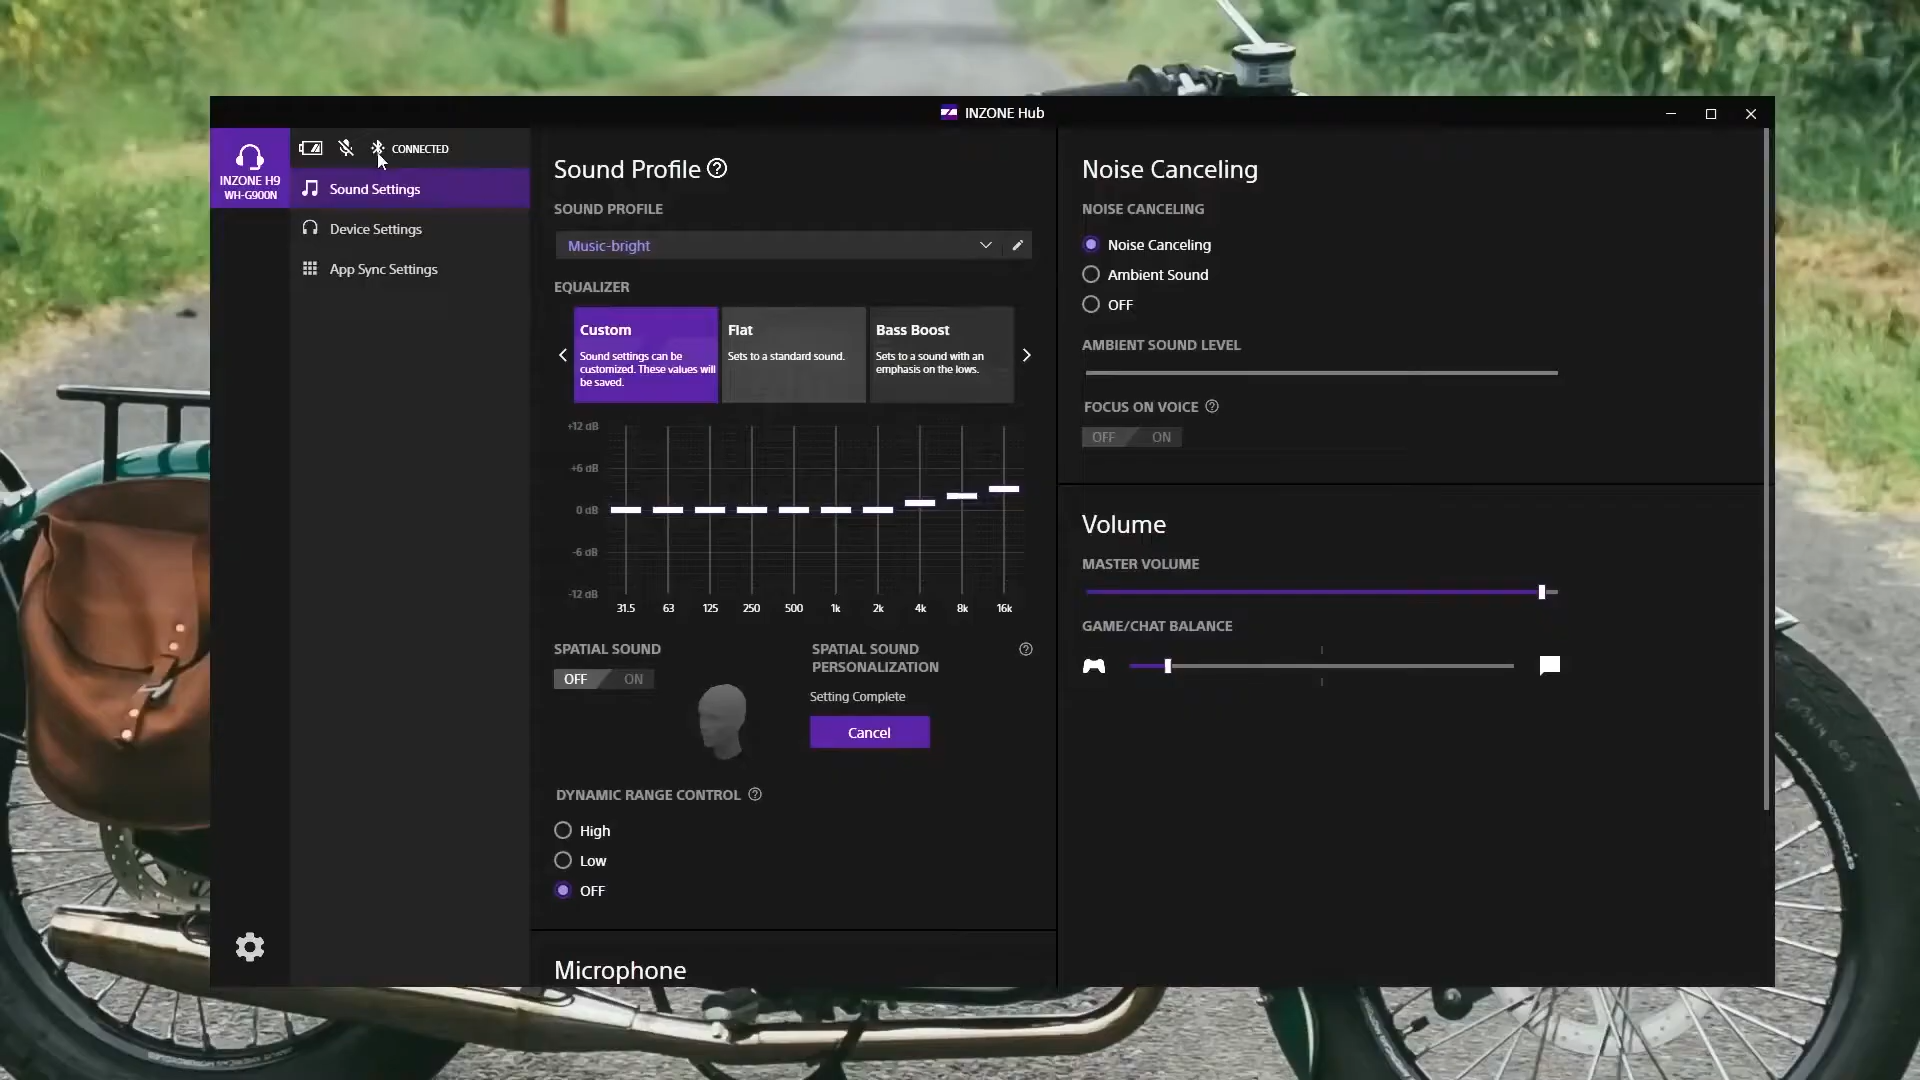 INZONE Hub
INZONE H9
WH-G900N
CONNECTED
Sound Settings
Device Settings
App Sync Settings
Sound Profile
SOUND PROFILE
Music-bright
EQUALIZER
Custom
Sound settings can be
customized. These values will
be saved.
Flat
Sets to a standard sound.
Bass Boost
Sets to a sound with an
emphasis on the lows.
+12 dB
+6 dB
0 dB
-6 dB
-12 dB
31.5 63 125 250 500 1k 2k 4k 8k 16k
SPATIAL SOUND
OFF ON
SPATIAL SOUND
PERSONALIZATION
Setting Complete
Cancel
DYNAMIC RANGE CONTROL
High
Low
OFF
Microphone
Noise Canceling
NOISE CANCELING
Noise Canceling
Ambient Sound
OFF
AMBIENT SOUND LEVEL
FOCUS ON VOICE
OFF ON
Volume
MASTER VOLUME
GAME/CHAT BALANCE